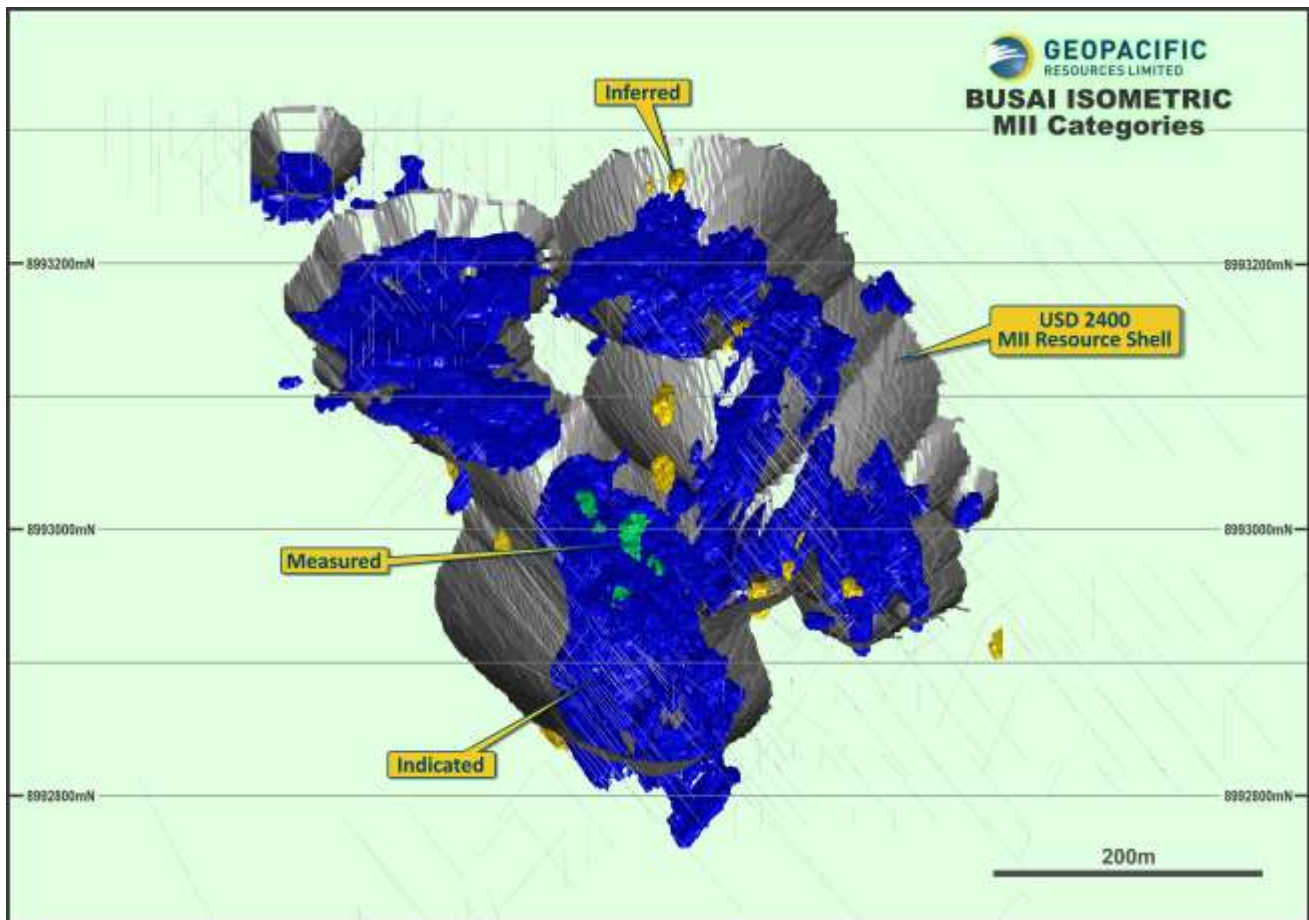 GEOPACIFIC
RESOURCES LIMITED
BUSAI ISOMETRIC
MII Categories
Inferred
8993200mN
8993200mN
USD 2400
MII Resource Shell
8993000mN
8993000mN
Measured
Indicated
8992800mN
8992800mN
200m